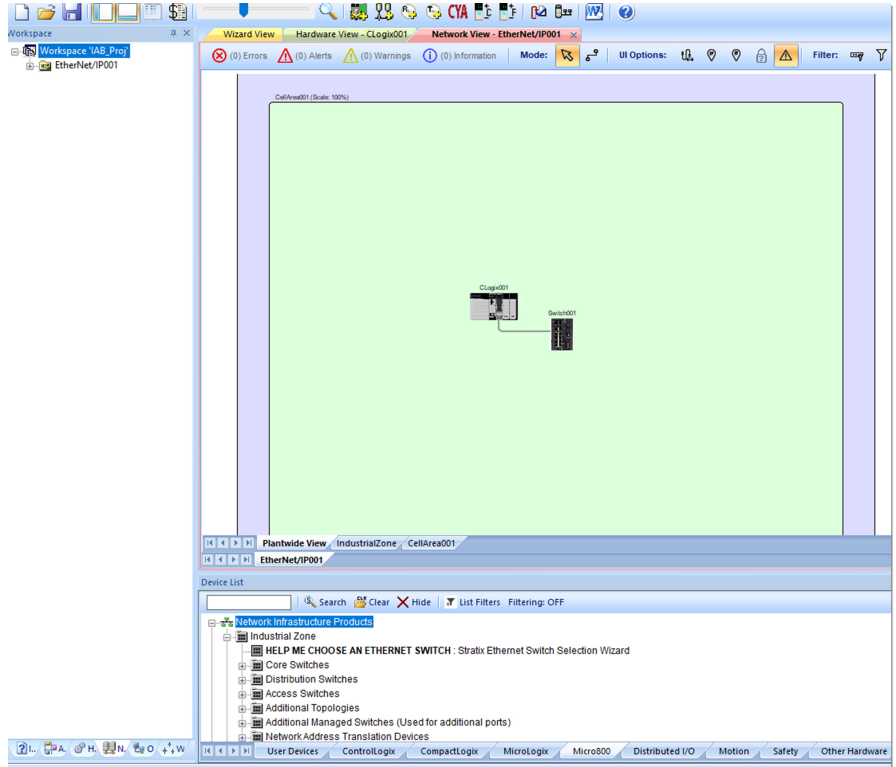 CYA
Workspace
Wizard View
Hardware View - CLogix001
Network View - EtherNet/IP001
Workspace 'IAB_Proj'
EtherNet/IP001
(0) Errors
(0) Alerts
(0) Warnings
(0) Information
Mode:
UI Options:
Filter:
CellArea001 (Scale: 100%)
CLogix001
Switch001
Plantwide View
IndustrialZone
CellArea001
EtherNet/IP001
Device List
Search
Clear
Hide
List Filters
Filtering: OFF
Network Infrastructure Products
Industrial Zone
HELP ME CHOOSE AN ETHERNET SWITCH : Stratix Ethernet Switch Selection Wizard
Core Switches
Distribution Switches
Access Switches
Additional Topologies
Additional Managed Switches (Used for additional ports)
Network Address Translation Devices
I..
A.
H.
N.
O
W
User Devices
ControlLogix
CompactLogix
MicroLogix
Micro800
Distributed I/O
Motion
Safety
Other Hardware